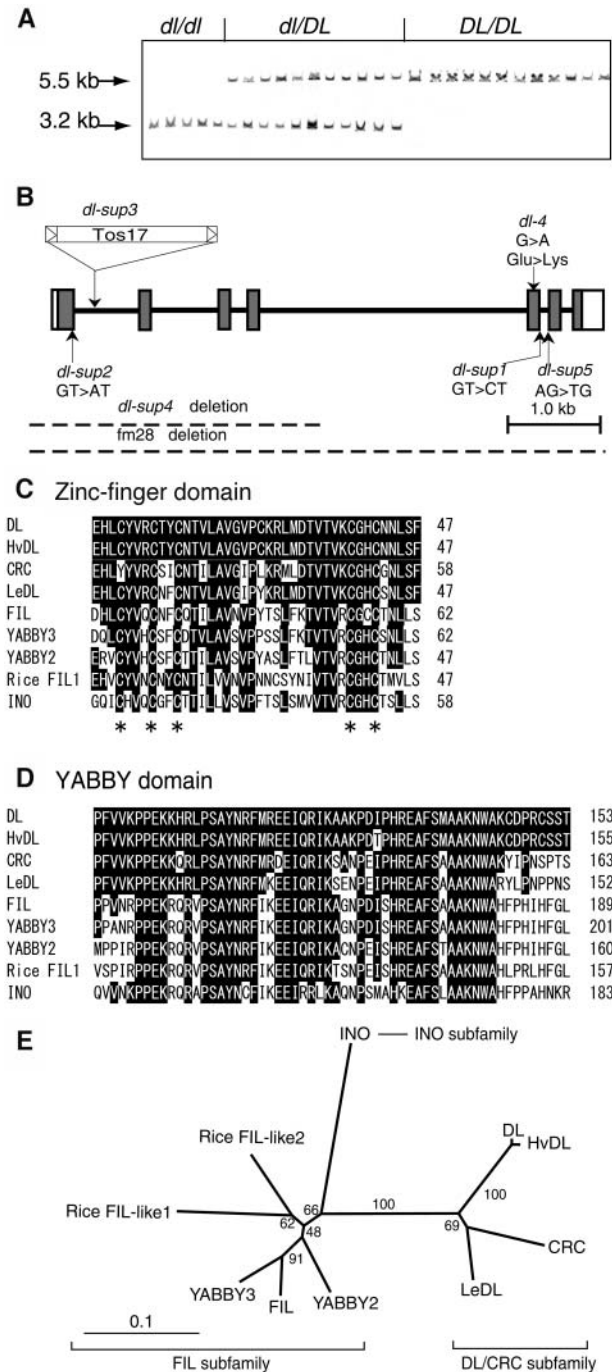 A
dl/dl dl/DL DL/DL
5.5 kb
3.2 kb
B
dl-sup3
Tos17
dl-4
G>A
Glu>Lys
dl-sup2
GT>AT
dl-sup1
GT>CT
dl-sup5
AG>TG
dl-sup4 deletion
fm28 deletion
1.0 kb
C Zinc-finger domain
DL EHLCYVRCTYCNTVLAVGVPCKRLMDTVTVKCGHCNNLSF 47
HvDL EHLCYVRCTYCNTVLAVGVPCKRLMDTVTVKCGHCNNLSF 47
CRC EHLYYVRCSICNTILAVGIPLKRMLDTVTVKCGHCGNLSF 58
LeDL EHLCYVRCNFCNTVLAVGIPYKRLMDTVTVKCGHCSNLSF 47
FIL DHLCYVQCNFCQTILAVNVPYTSLFKTVTVRCGCCTNLLS 62
YABBY3 DQLCYVHCSFCDTVLAVSVPPSSLFKTVTVRCGHCSNLLS 62
YABBY2 ERVCYVHCSFCTTILAVSVPYASLFTLVTVRCGHCTNLLS 47
Rice FIL1 EHVCYVNCNYCNTILVVNVPNNCSYNIVTVRCGHCTMVLS 47
INO GQICHVQCGFCTTILLVSVPFTSLSMVVTVRCGHCTSLLS 58
* * * * *
D YABBY domain
DL PFVVKPPEKKHRLPSAYNRFMREEIQRIKAAKPDIPHREAFSMAAKNWAKCDPRCSST 153
HvDL PFVVKPPEKKHRLPSAYNRFMREEIQRIKAAKPDTPHREAFSMAAKNWAKCDPRCSST 155
CRC PFVVKPPEKKQRLPSAYNRFMRDEIQRIKSANPEIPHREAFSAAAKNWAKYIPNSPTS 163
LeDL PFVVKPPEKKHRLPSAYNRFMKEEIQRIKSENPEIPHREAFSAAAKNWARYLPNPPNS 152
FIL PPVNRPPEKRQRVPSAYNRFIKEEIQRIKAGNPDISHREAFSAAAKNWAHFPHIHFGL 189
YABBY3 PPANRPPEKRQRVPSAYNRFIKEEIQRIKAGNPDISHREAFSAAAKNWAHFPHIHFGL 201
YABBY2 MPPIRPPEKRQRVPSAYNRFIKEEIQRIKACNPEISHREAFSTAAKNWAHFPHIHFGL 160
Rice FIL1 VSPIRPPEKRQRVPSAYNRFIKEEIQRIKTSNPEISHREAFSAAAKNWAHLPRLHFGL 157
INO QVVNKPPEKRQRAPSAYNCFIKEEIRRLKAQNPSMAHKEAFSLAAKNWAHFPPAHNKR 183
E
INO INO subfamily
Rice FIL-like2
DL
HvDL
100
66
100
Rice FIL-like1
62
48
69
CRC
91
YABBY3
FIL
YABBY2
LeDL
0.1
FIL subfamily
DL/CRC subfamily